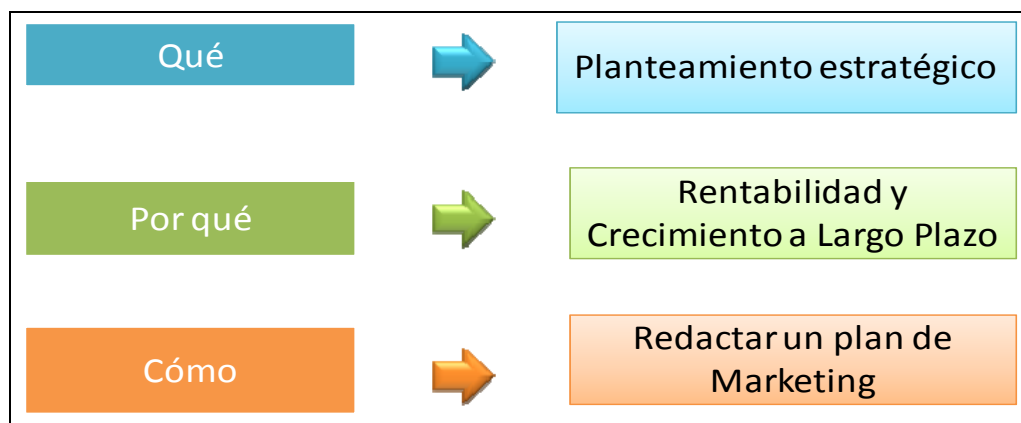 Qué
Planteamiento estratégico
Por qué
Rentabilidad y
Crecimiento a Largo Plazo
Cómo
Redactar un plan de
Marketing